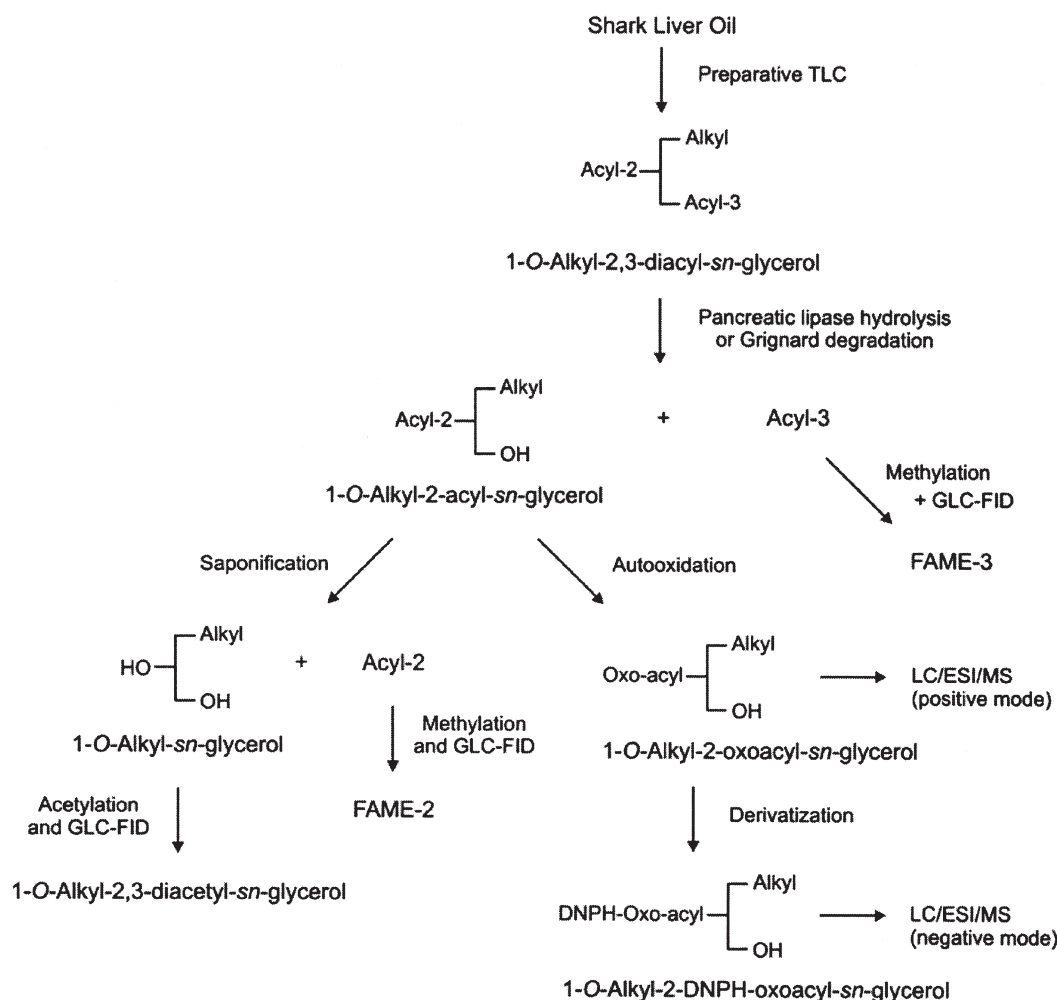 Shark Liver Oil
Preparative TLC
Alkyl
Acyl-2
Acyl-3
1-O-Alkyl-2,3-diacyl-sn-glycerol
Pancreatic lipase hydrolysis
or Grignard degradation
Alkyl
Acyl-2
OH
+
Acyl-3
1-O-Alkyl-2-acyl-sn-glycerol
Methylation
+ GLC-FID
FAME-3
Saponification
Autooxidation
Alkyl
HO
OH
+
Acyl-2
Alkyl
Oxo-acyl
OH
LC/ESI/MS
(positive mode)
1-O-Alkyl-sn-glycerol
Methylation
and GLC-FID
1-O-Alkyl-2-oxoacyl-sn-glycerol
Acetylation
and GLC-FID
FAME-2
Derivatization
1-O-Alkyl-2,3-diacetyl-sn-glycerol
Alkyl
DNPH-Oxo-acyl
OH
LC/ESI/MS
(negative mode)
1-O-Alkyl-2-DNPH-oxoacyl-sn-glycerol